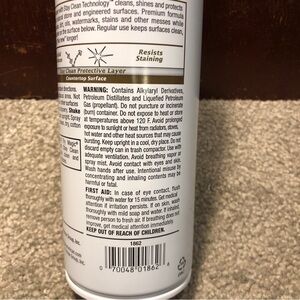 with Stay Clean Technology™ cleans, shines and protects
stone and engineered surfaces. Premium formula
oils, watermarks, stains and other messes while
or the surface below. Regular use keeps surfaces clean,
new" longer!
Resists
Staining
Stay Clean Protective Layer
Countertop Surface
WARNING: Contains Alkylaryl Derivatives,
Petroleum Distillates and Liquefied Petroleum
Gas (propellant). Do not puncture or incinerate
(burn) container. Do not expose to heat or store
at temperatures above 120 F. Avoid prolonged
exposure to sunlight or heat from radiators, stoves,
hot water and other heat sources that may cause
bursting. Keep upright in a cool, dry place. Do not
discard empty can in trash compactor. Use with
adequate ventilation. Avoid breathing vapor or
spray mist. Avoid contact with eyes and skin.
Wash hands after use. Intentional misuse by
concentrating and inhaling contents may be
harmful or fatal.
FIRST AID: In case of eye contact, flush
thoroughly with water for 15 minutes. Get medical
attention if irritation persists. If on skin, wash
thoroughly with mild soap and water. If inhaled,
remove person to fresh air. If breathing does not
improve, get medical attention immediately.
KEEP OUT OF REACH OF CHILDREN.
1862
0 70048 01862